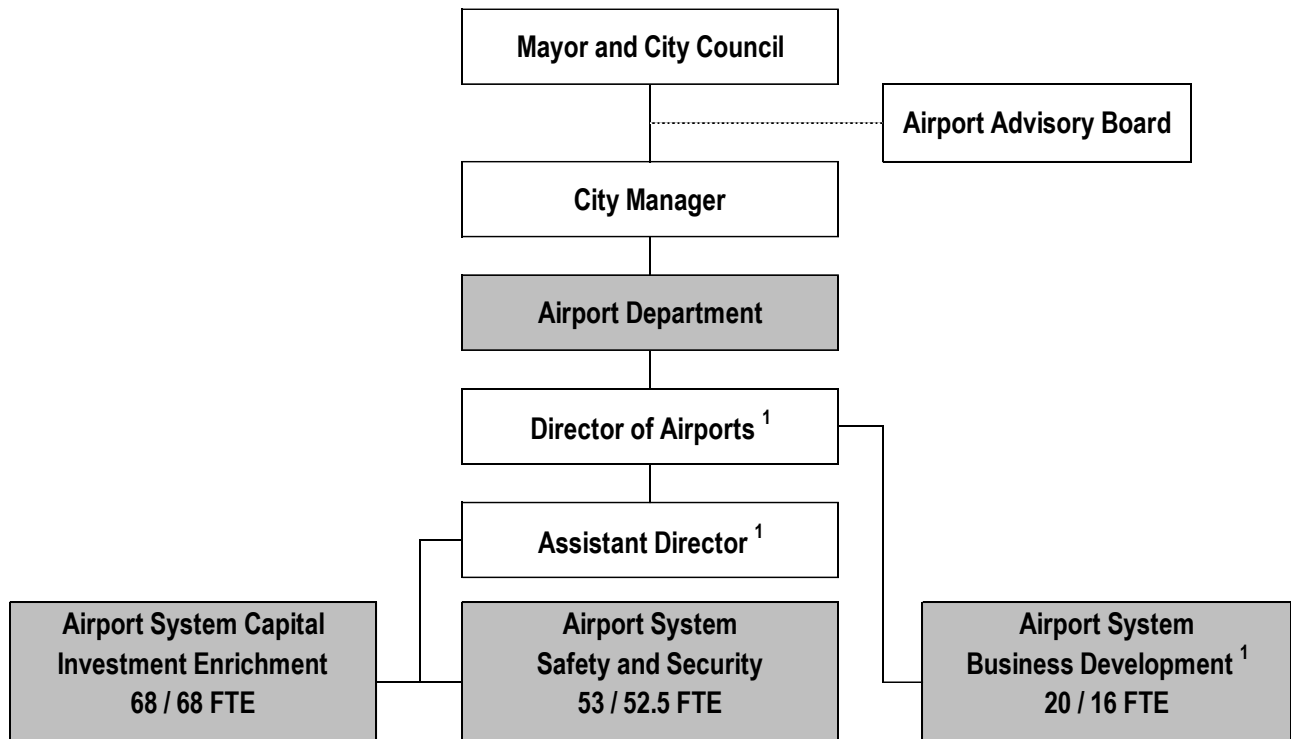 Mayor and City Council
Airport Advisory Board
City Manager
Airport Department
Director of Airports 1
Assistant Director 1
Airport System Capital
Investment Enrichment
68 / 68 FTE
Airport System
Safety and Security
53 / 52.5 FTE
Airport System
Business Development 1
20 / 16 FTE